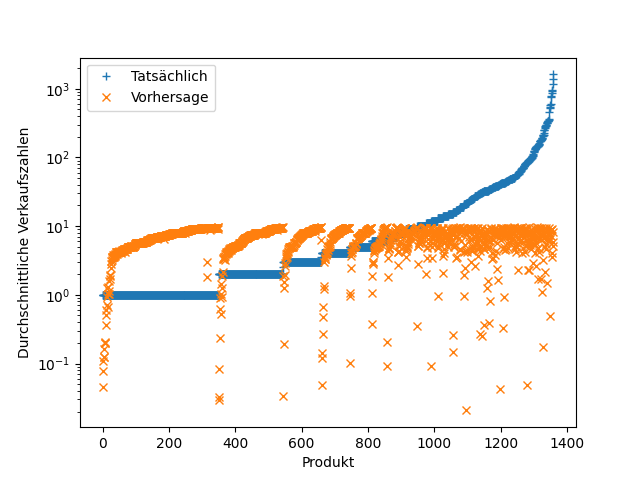 Tatsächlich
Vorhersage
Durchschnittliche Verkaufszahlen
10³
10²
10¹
10⁰
10⁻¹
0 200 400 600 800 1000 1200 1400
Produkt